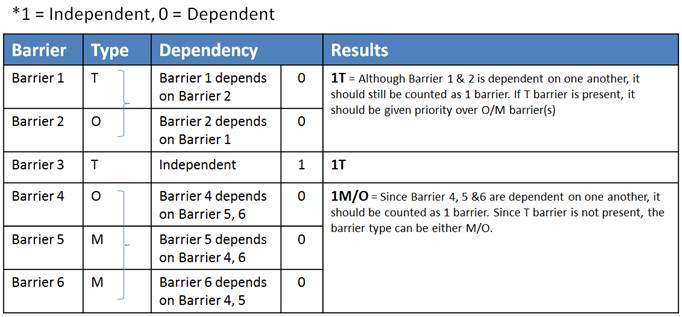 *1 = Independent, 0 = Dependent
Barrier Type Dependency Results
Barrier 1 T Barrier 1 depends on Barrier 2 0
1T = Although Barrier 1 & 2 is dependent on one another, it
should still be counted as 1 barrier. If T barrier is present, it
should be given priority over O/M barrier(s)
Barrier 2 O Barrier 2 depends on Barrier 1 0
Barrier 3 T Independent 1 1T
Barrier 4 O Barrier 4 depends on Barrier 5, 6 0
1M/O = Since Barrier 4, 5 &6 are dependent on one another, it
should be counted as 1 barrier. Since T barrier is not present, the
barrier type can be either M/O.
Barrier 5 M Barrier 5 depends on Barrier 4, 6 0
Barrier 6 M Barrier 6 depends on Barrier 4, 5 0